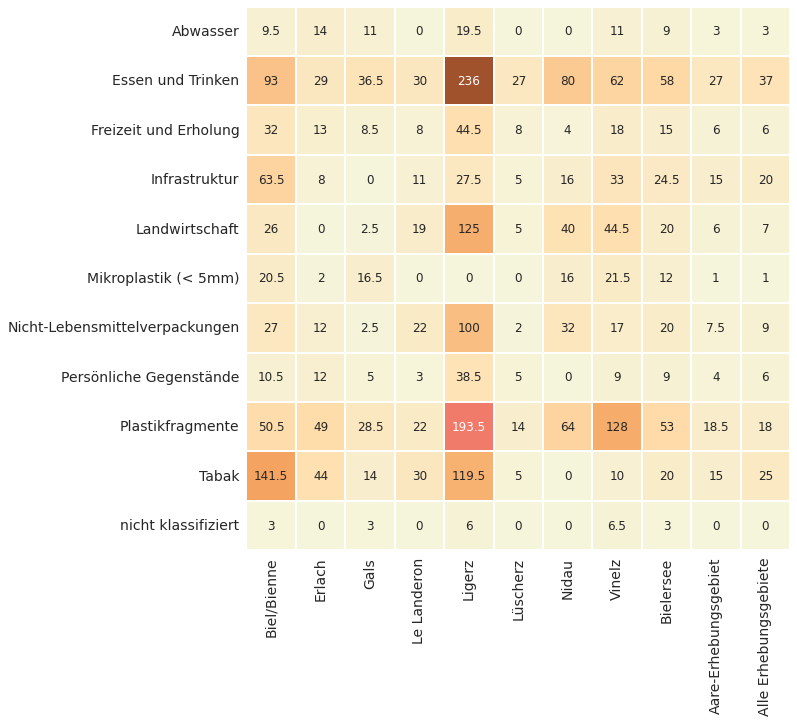 Abwasser 9.5 14 11 0 19.5 0 0 11 9 3 3
Essen und Trinken 93 29 36.5 30 236 27 80 62 58 27 37
Freizeit und Erholung 32 13 8.5 8 44.5 8 4 18 15 6 6
Infrastruktur 63.5 8 0 11 27.5 5 16 33 24.5 15 20
Landwirtschaft 26 0 2.5 19 125 5 40 44.5 20 6 7
Mikroplastik (< 5mm) 20.5 2 16.5 0 0 0 16 21.5 12 1 1
Nicht-Lebensmittelverpackungen 27 12 2.5 22 100 2 32 17 20 7.5 9
Persönliche Gegenstände 10.5 12 5 3 38.5 5 0 9 9 4 6
Plastikfragmente 50.5 49 28.5 22 193.5 14 64 128 53 18.5 18
Tabak 141.5 44 14 30 119.5 5 0 10 20 15 25
nicht klassifiziert 3 0 3 0 6 0 0 6.5 3 0 0
Biel/Bienne
Erlach
Gals
Le Landeron
Ligerz
Lüscherz
Nidau
Vinelz
Bielersee
Aare-Erhebungsgebiet
Alle Erhebungsgebiete